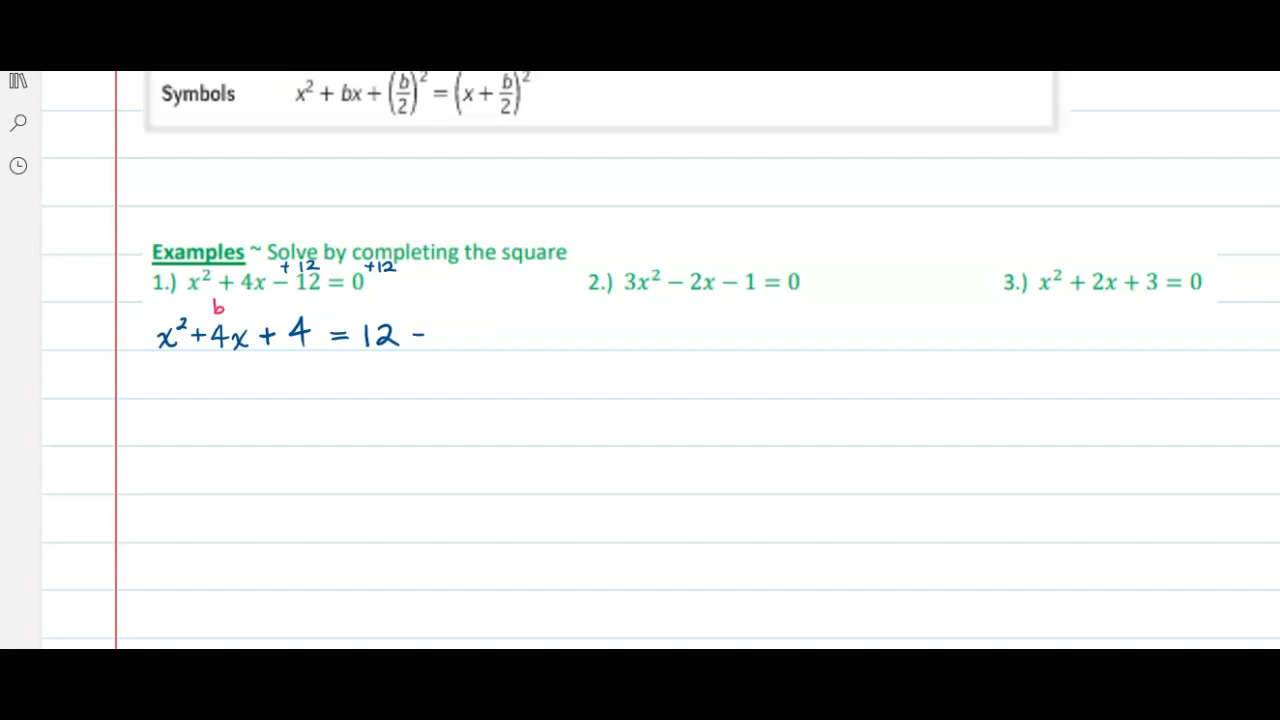 Symbols x² + bx + (b/2)² = (x + b/2)²
Examples ~ Solve by completing the square
+ 12 +12
1.) x² + 4x − 12 = 0 2.) 3x² − 2x − 1 = 0 3.) x² + 2x + 3 = 0
b
x² + 4x + 4 = 12 -